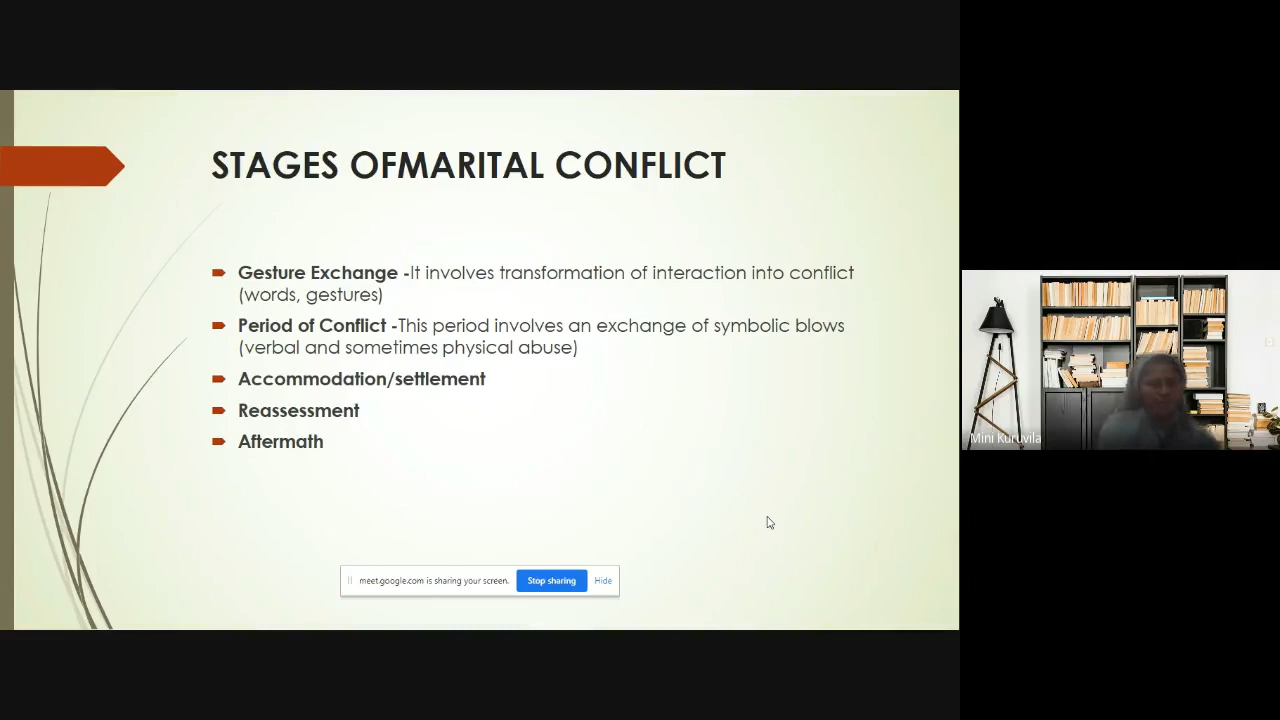 STAGES OFMARITAL CONFLICT
Gesture Exchange -It involves transformation of interaction into conflict
(words, gestures)
Period of Conflict -This period involves an exchange of symbolic blows
(verbal and sometimes physical abuse)
Accommodation/settlement
Reassessment
Aftermath
meet.google.com is sharing your screen.
Stop sharing
Hide
Mini Kuruvila